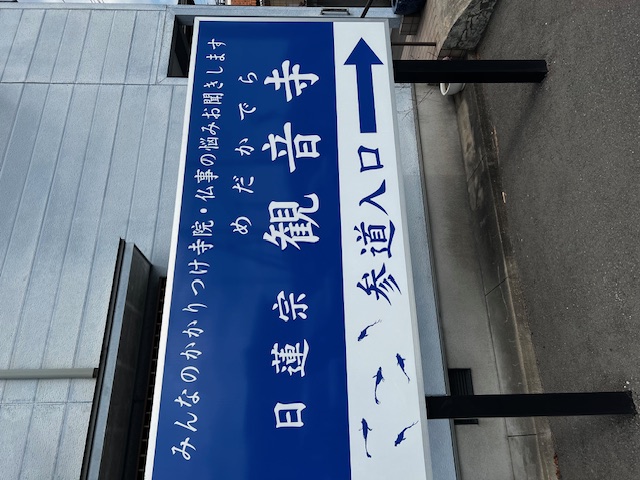 みんなのかかりつけ寺院・仏事の悩みお聞きします
めだかでら
日蓮宗 観音寺
参道入口